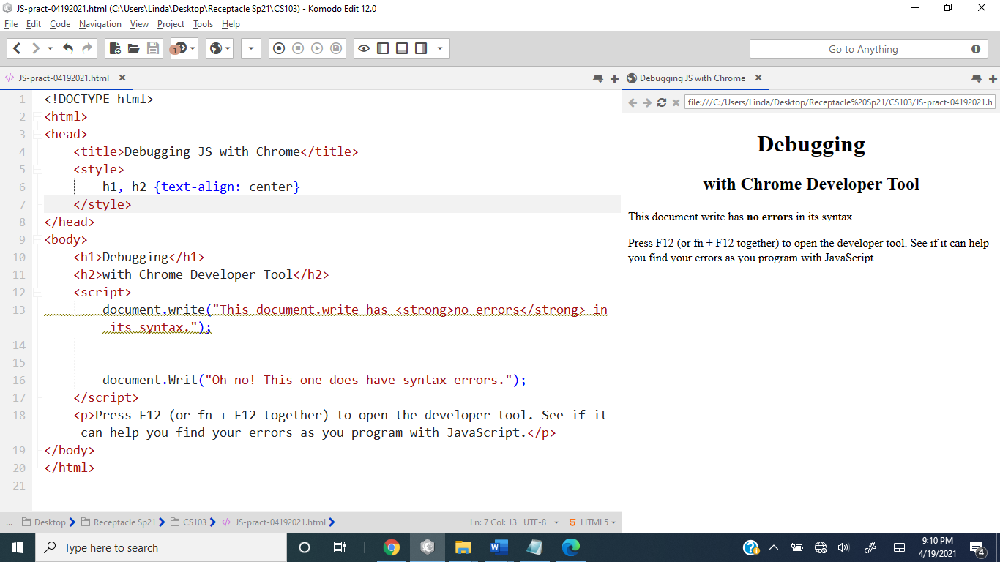 JS-pract-04192021.html (C:\Users\Linda\Desktop\Receptacle Sp21\CS103) - Komodo Edit 12.0
File Edit Code Navigation View Project Tools Help
1
Go to Anything
JS-pract-04192021.html
Debugging JS with Chrome
file:///C:/Users/Linda/Desktop/Receptacle%20Sp21/CS103/JS-pract-04192021.h
1 <!DOCTYPE html>
2 <html>
3 <head>
4 <title>Debugging JS with Chrome</title>
5 <style>
6 h1, h2 {text-align: center}
7 </style>
8 </head>
9 <body>
10 <h1>Debugging</h1>
11 <h2>with Chrome Developer Tool</h2>
12 <script>
13 document.write("This document.write has <strong>no errors</strong> in
its syntax.");
14
15
16 document.Writ("Oh no! This one does have syntax errors.");
17 </script>
18 <p>Press F12 (or fn + F12 together) to open the developer tool. See if it
can help you find your errors as you program with JavaScript.</p>
19 </body>
20 </html>
21
Debugging
with Chrome Developer Tool
This document.write has no errors in its syntax.
Press F12 (or fn + F12 together) to open the developer tool. See if it can help
you find your errors as you program with JavaScript.
... Desktop Receptacle Sp21 CS103 JS-pract-04192021.html Ln: 7 Col: 13 UTF-8 HTML5
Type here to search
9:10 PM
4/19/2021
4